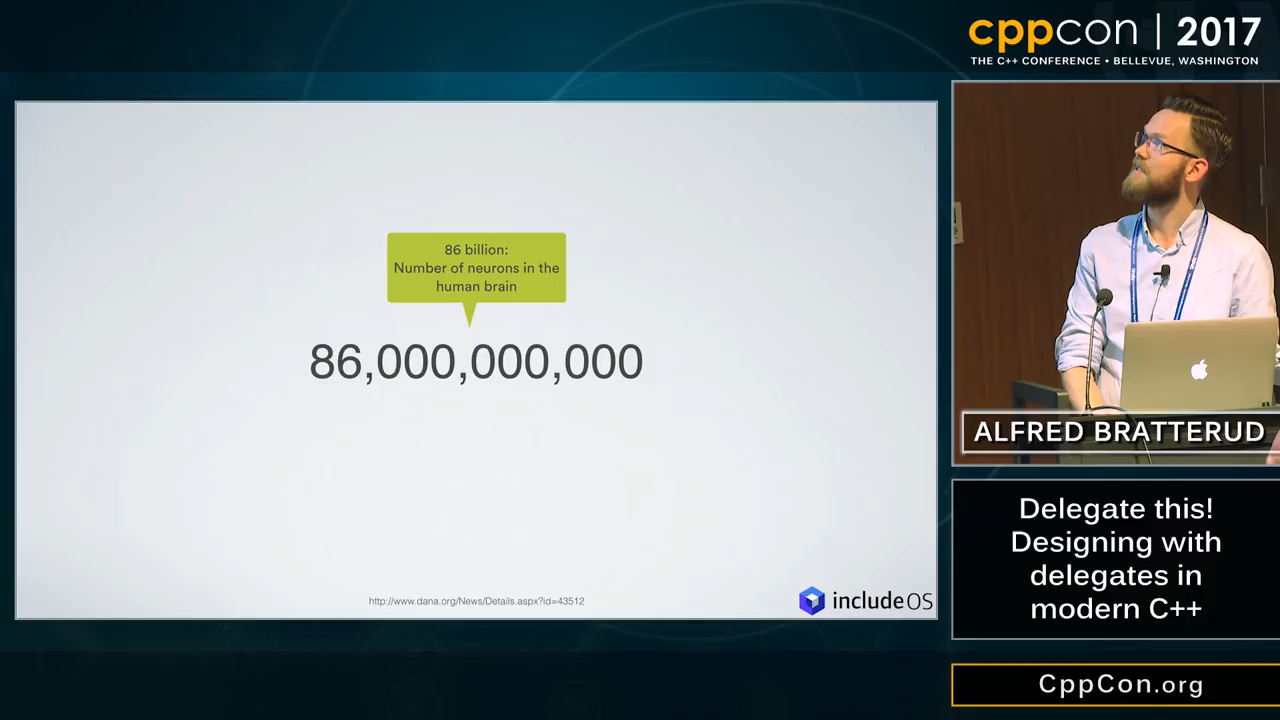 cppcon | 2017
THE C++ CONFERENCE • BELLEVUE, WASHINGTON
86 billion:
Number of neurons in the
human brain
86,000,000,000
http://www.dana.org/News/Details.aspx?id=43512
includeOS
ALFRED BRATTERUD
Delegate this!
Designing with
delegates in
modern C++
CppCon.org